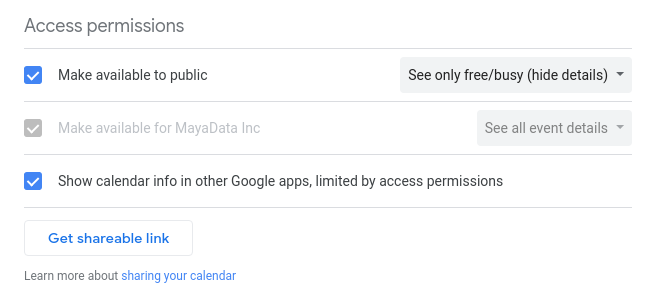 Access permissions
Make available to public
See only free/busy (hide details)
Make available for MayaData Inc
See all event details
Show calendar info in other Google apps, limited by access permissions
Get shareable link
Learn more about sharing your calendar